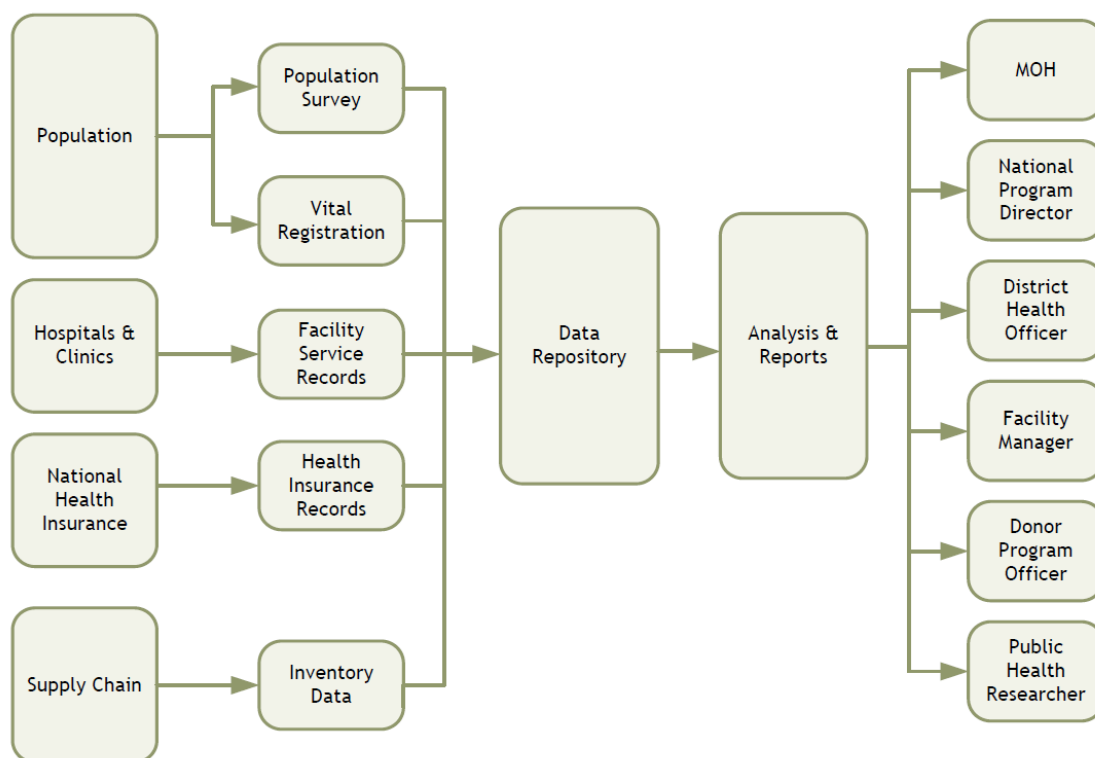 Population
Population
Survey
Vital
Registration
Hospitals &
Clinics
Facility
Service
Records
National
Health
Insurance
Health
Insurance
Records
Supply Chain
Inventory
Data
Data
Repository
Analysis &
Reports
MOH
National
Program
Director
District
Health
Officer
Facility
Manager
Donor
Program
Officer
Public
Health
Researcher